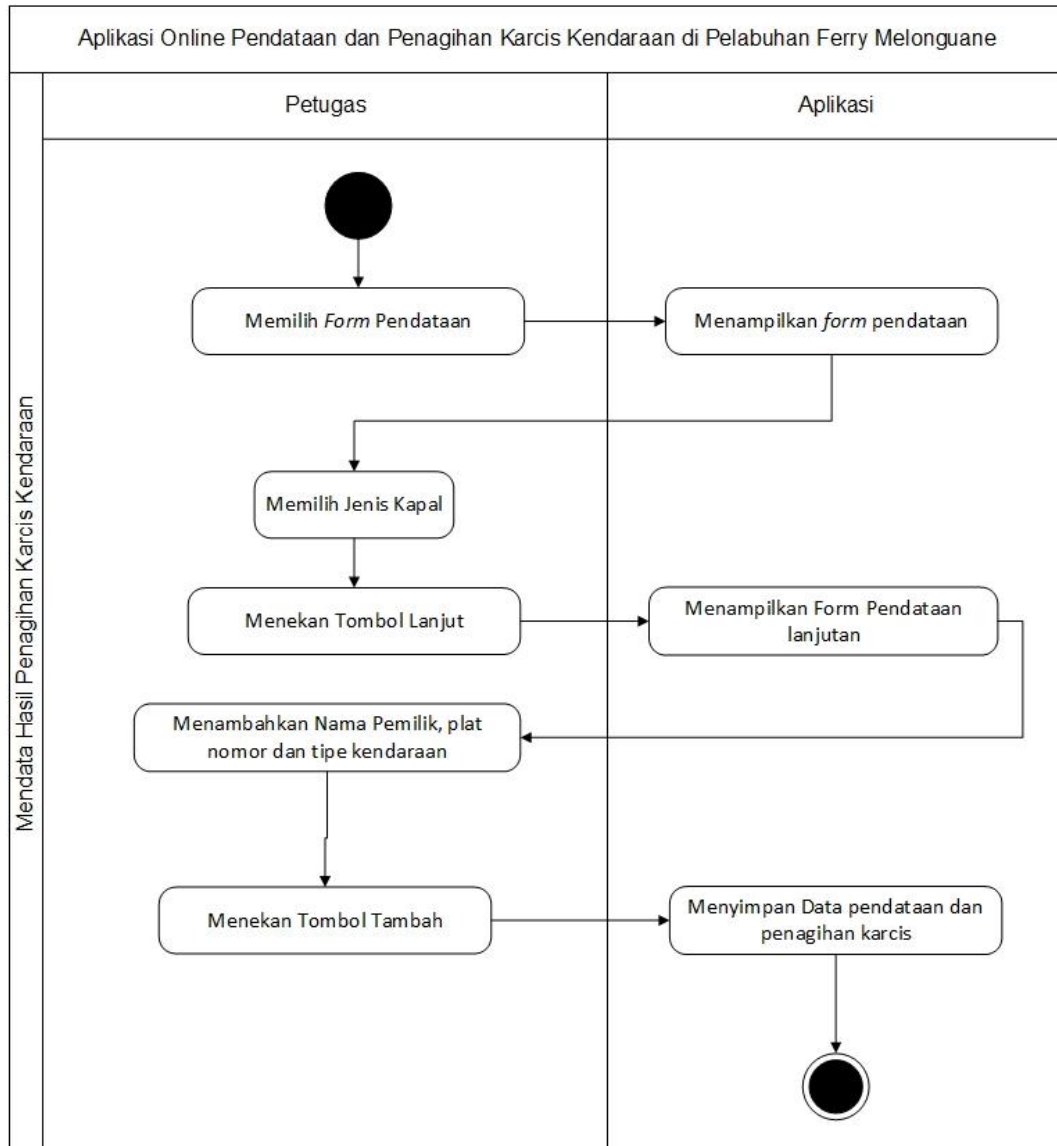 Aplikasi Online Pendataan dan Penagihan Karcis Kendaraan di Pelabuhan Ferry Melonguane
Petugas
Aplikasi
Mendata Hasil Penagihan Karcis Kendaraan
Memilih Form Pendataan
Menampilkan form pendataan
Memilih Jenis Kapal
Menekan Tombol Lanjut
Menampilkan Form Pendataan
lanjutan
Menambahkan Nama Pemilik, plat
nomor dan tipe kendaraan
Menekan Tombol Tambah
Menyimpan Data pendataan dan
penagihan karcis